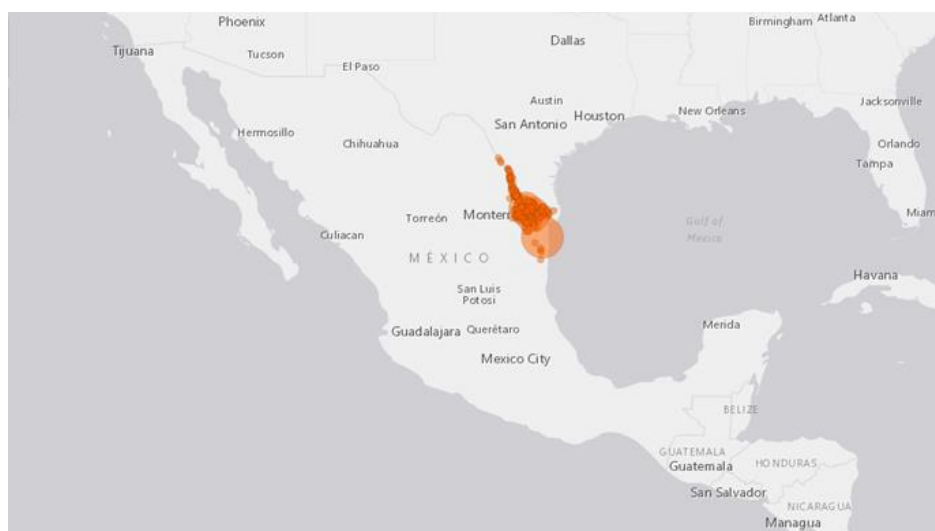 Phoenix
Birmingham
Atlanta
Tijuana
Tucson
Dallas
El Paso
Austin
Jacksonville
New Orleans
Houston
San Antonio
Hermosillo
Chihuahua
Orlando
Tampa
Torreón
Monterr
Miam
Gulf of
Mexico
Culiacan
MÉXICO
Havana
San Luis
Potosi
Merida
Guadalajara
Querétaro
Mexico City
BELIZE
GUATEMALA
Guatemala
HONDURAS
San Salvador
NICARAGUA
Managua